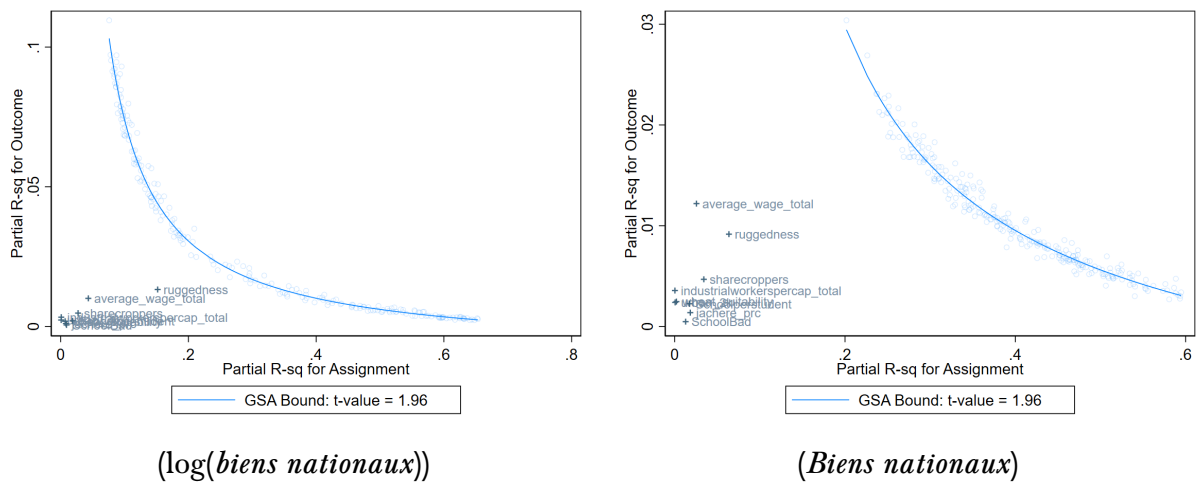 Partial R-sq for Outcome
.1
.05
0
ruggedness
average_wage_total
sharecroppers
0
.2
.4
.6
.8
Partial R-sq for Assignment
GSA Bound: t-value = 1.96
(log(biens nationaux))
Partial R-sq for Outcome
.03
.02
.01
0
average_wage_total
ruggedness
sharecroppers
industrialworkerspercap_total
jachere_prc
SchoolBad
0
.2
.4
.6
Partial R-sq for Assignment
GSA Bound: t-value = 1.96
(Biens nationaux)